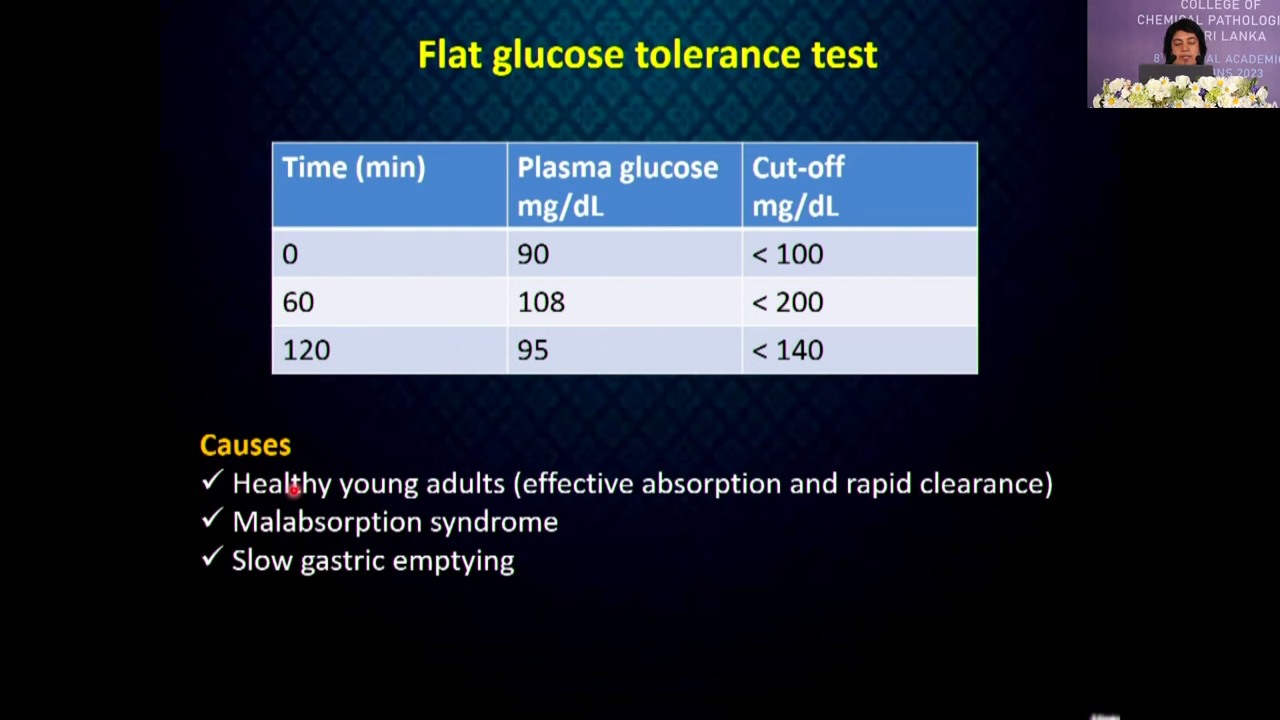 COLLEGE OF
CHEMICAL PATHOLOGI
RI LANKA
Flat glucose tolerance test
Time (min) Plasma glucose mg/dL Cut-off mg/dL
0 90 < 100
60 108 < 200
120 95 < 140
Causes
✓ Healthy young adults (effective absorption and rapid clearance)
✓ Malabsorption syndrome
✓ Slow gastric emptying